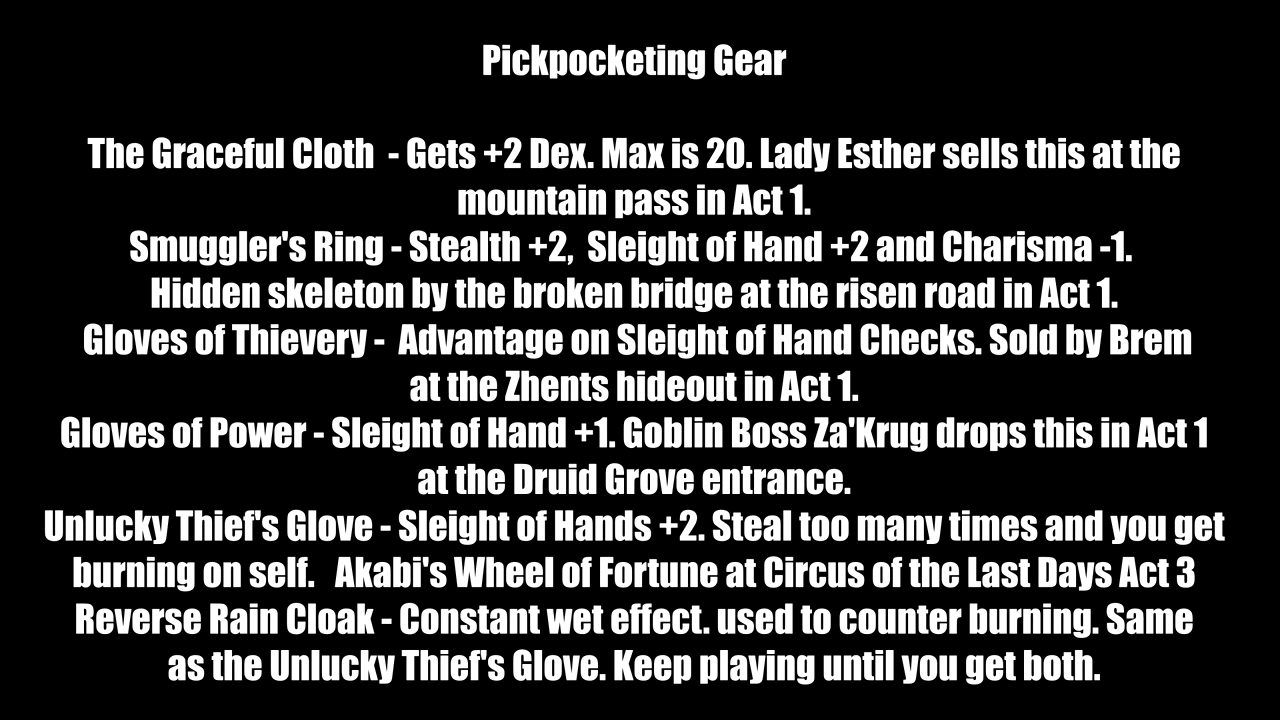 Pickpocketing Gear
The Graceful Cloth - Gets +2 Dex. Max is 20. Lady Esther sells this at the
mountain pass in Act 1.
Smuggler's Ring - Stealth +2, Sleight of Hand +2 and Charisma -1.
Hidden skeleton by the broken bridge at the risen road in Act 1.
Gloves of Thievery - Advantage on Sleight of Hand Checks. Sold by Brem
at the Zhents hideout in Act 1.
Gloves of Power - Sleight of Hand +1. Goblin Boss Za'Krug drops this in Act 1
at the Druid Grove entrance.
Unlucky Thief's Glove - Sleight of Hands +2. Steal too many times and you get
burning on self. Akabi's Wheel of Fortune at Circus of the Last Days Act 3
Reverse Rain Cloak - Constant wet effect. used to counter burning. Same
as the Unlucky Thief's Glove. Keep playing until you get both.